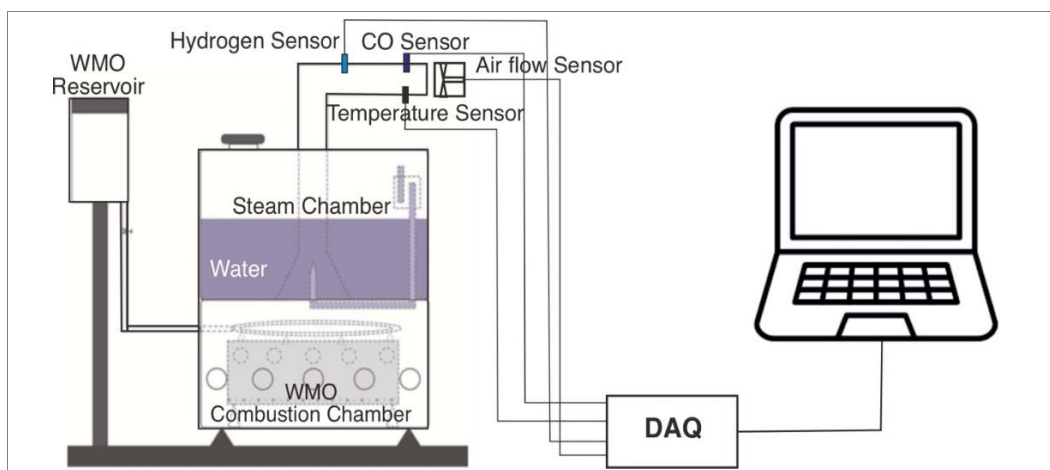 Hydrogen Sensor
CO Sensor
WMO
Reservoir
Air flow Sensor
Temperature Sensor
Steam Chamber
Water
WMO
Combustion Chamber
DAQ